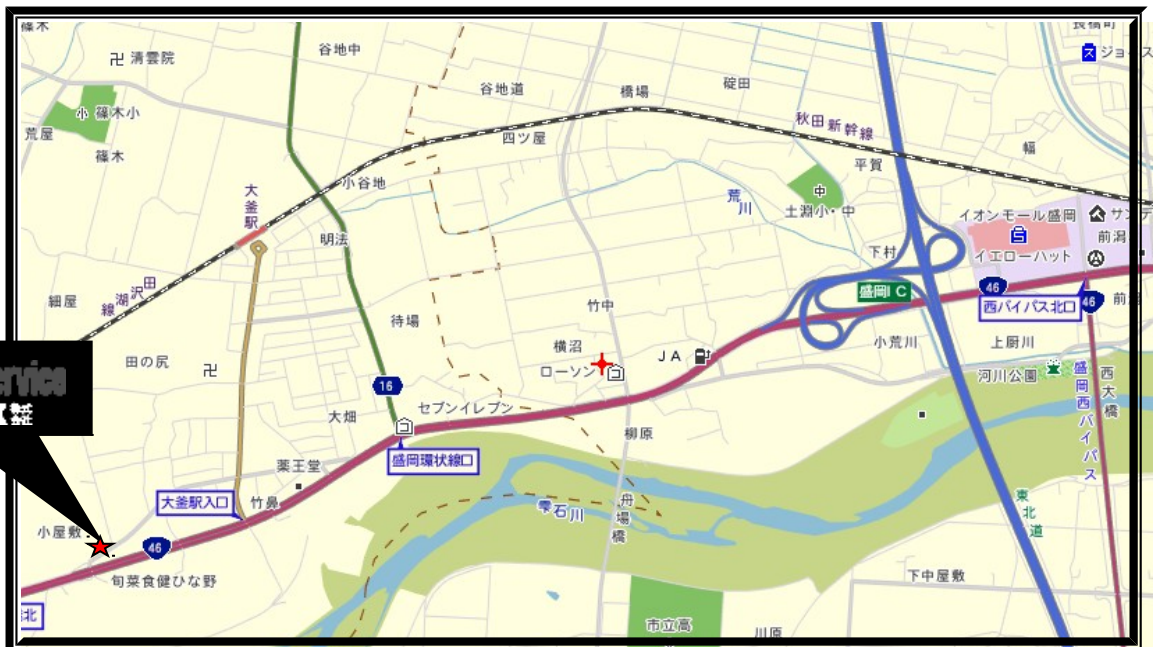 篠木
卍 清雲院
谷地中
長橋町
ジョイス
小 篠木小
谷地道
橋場
碇田
荒屋
篠木
四ツ屋
秋田新幹線
幅
平賀
小谷地
中
土淵小・中
荒川
大釜駅
明法
イオンモール盛岡
サンデ
前潟
イエローハット
下村
盛岡IC
46
西バイパス北口
46
前潟
細屋
田沢湖線
待場
竹中
小荒川
上厨川
田の尻
卍
横沼
ローソン
JA
河川公園
盛岡西バイパス
西大橋
ervice
16
大畑
セブンイレブン
柳原
盛岡環状線口
薬王堂
大釜駅入口
竹鼻
雫石川
舟場橋
東北道
小屋敷
46
旬菜食健ひな野
下中屋敷
北
市立高
川原